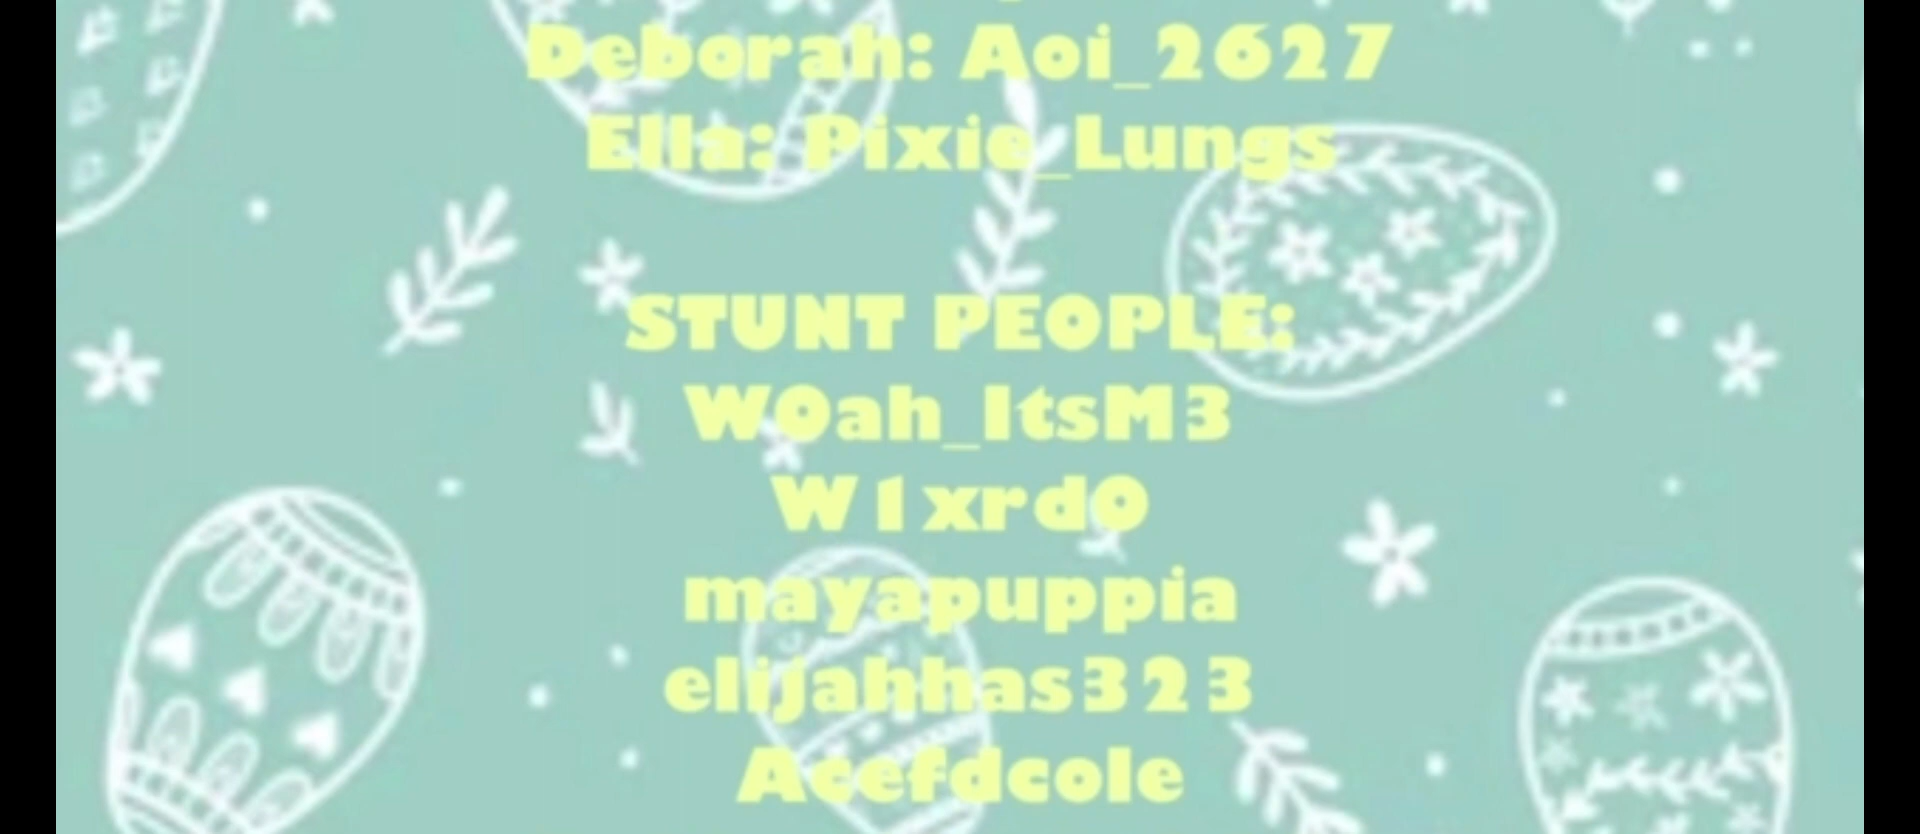 Deborah: Aoi_2627
Ella: Pixie_Lungs
STUNT PEOPLE:
W0ah_ItsM3
W1xrd0
mayapuppia
elijahhas323
Acefdcole